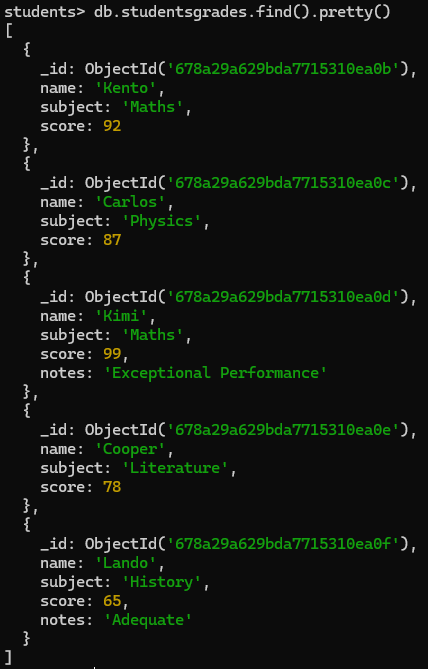 students> db.studentsgrades.find().pretty()
[
  {
    _id: ObjectId('678a29a629bda7715310ea0b'),
    name: 'Kento',
    subject: 'Maths',
    score: 92
  },
  {
    _id: ObjectId('678a29a629bda7715310ea0c'),
    name: 'Carlos',
    subject: 'Physics',
    score: 87
  },
  {
    _id: ObjectId('678a29a629bda7715310ea0d'),
    name: 'Kimi',
    subject: 'Maths',
    score: 99,
    notes: 'Exceptional Performance'
  },
  {
    _id: ObjectId('678a29a629bda7715310ea0e'),
    name: 'Cooper',
    subject: 'Literature',
    score: 78
  },
  {
    _id: ObjectId('678a29a629bda7715310ea0f'),
    name: 'Lando',
    subject: 'History',
    score: 65,
    notes: 'Adequate'
  }
]